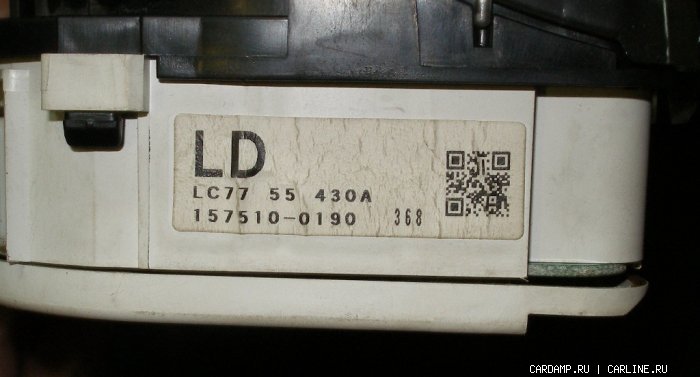 LD
LC77 55 430A
157510-0190 368
CARDAMP.RU | CARLINE.RU